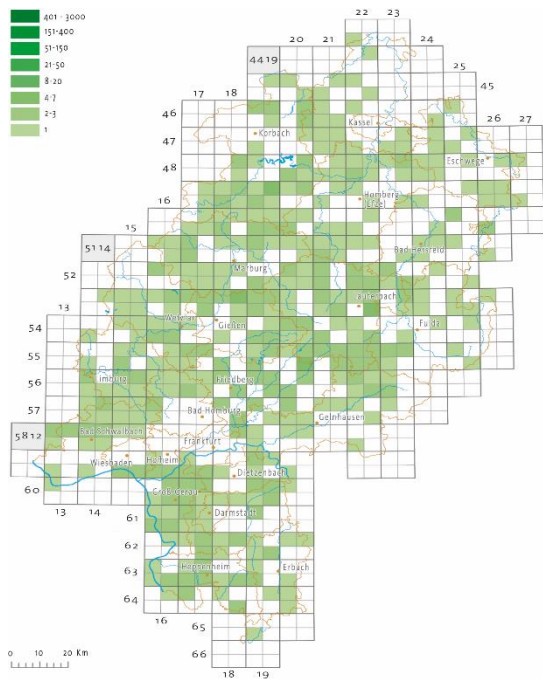 401 - 3000
151-400
51-150
21-50
8-20
4-7
2-3
1
22 23
20 21
24
4419
25
45
17 18
46
Kassel
26 27
47
Korbach
48
Eschwege
16
Homberg
(Efze)
15
5114
Bad Hersfeld
52
Marburg
13
Wetzlar
Lauterbach
54
Gießen
Fulda
55
56
Friedberg
57
Bad Homburg
Gelnhausen
5812
Bad Schwalbach
Frankfurt
Wiesbaden
Hofheim
Dietzenbach
60
13 14
Groß-Gerau
61
Darmstadt
62
63
Heppenheim
Erbach
64
16
65
66
0 10 20 Km
18 19